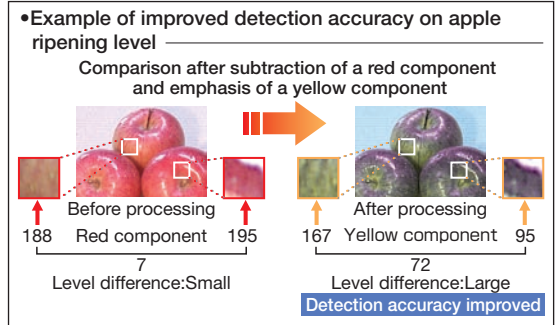 •Example of improved detection accuracy on apple
ripening level
Comparison after subtraction of a red component
and emphasis of a yellow component
Before processing
188 Red component 195
7
Level difference:Small
After processing
167 Yellow component 95
72
Level difference:Large
Detection accuracy improved